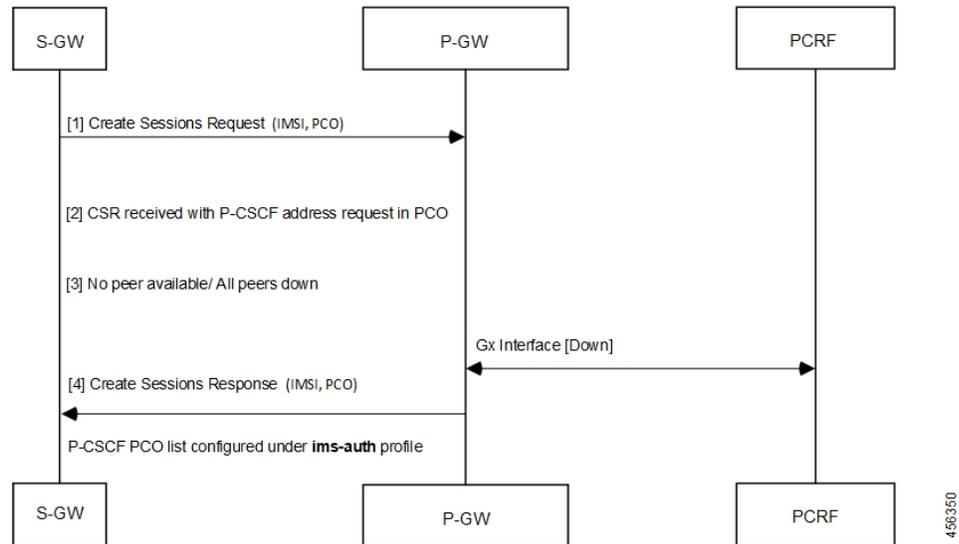 S-GW
P-GW
PCRF
[1] Create Sessions Request (IMSI, PCO)
[2] CSR received with P-CSCF address request in PCO
[3] No peer available/ All peers down
Gx Interface [Down]
[4] Create Sessions Response (IMSI, PCO)
P-CSCF PCO list configured under ims-auth profile
S-GW
P-GW
PCRF
456350